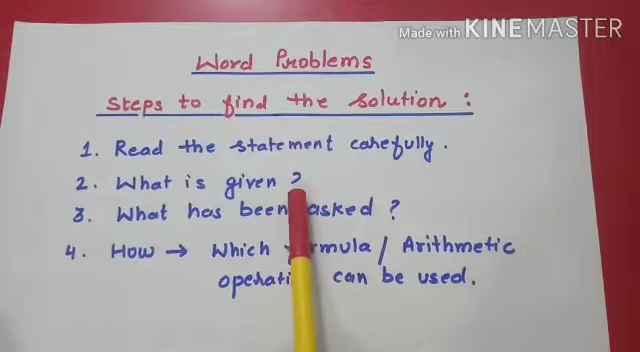 Made with KINEMASTER
Word Problems
Steps to find the solution :
1. Read the statement carefully.
2. What is given ?
3. What has been asked ?
4. How → Which / Arithmetic
can be used.